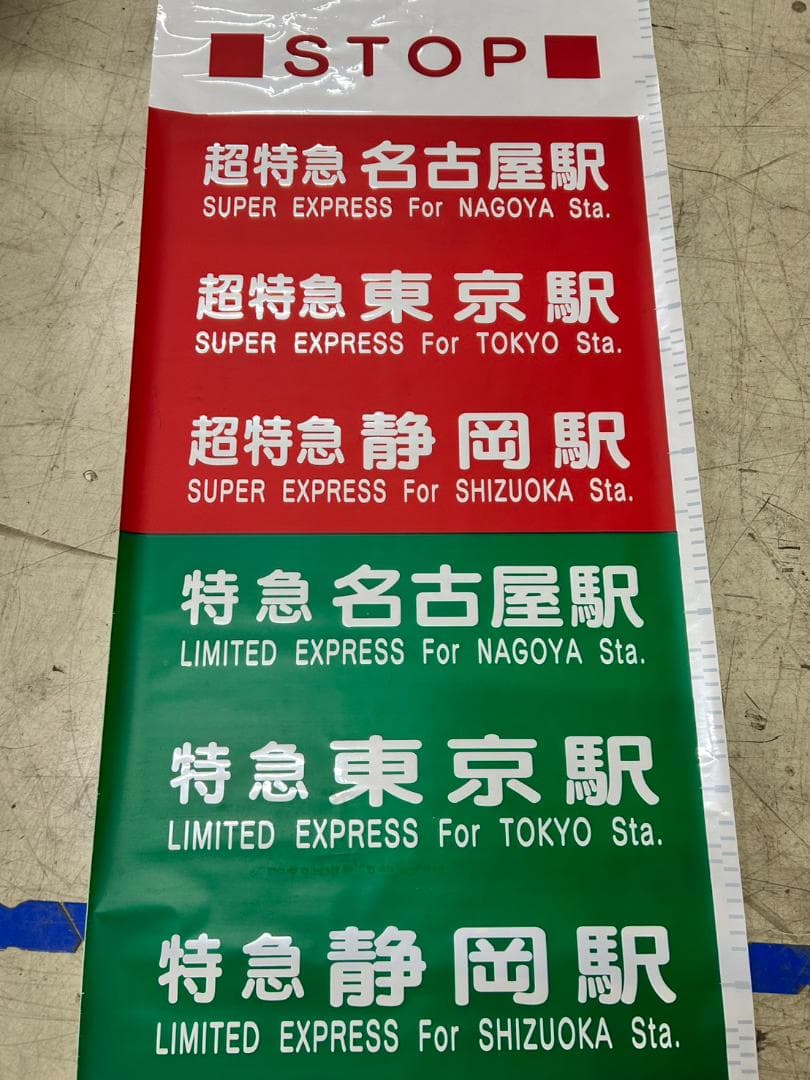 ■STOP■
超特急 名古屋駅
SUPER EXPRESS For NAGOYA Sta.
超特急 東京駅
SUPER EXPRESS For TOKYO Sta.
超特急 静岡駅
SUPER EXPRESS For SHIZUOKA Sta.
特急 名古屋駅
LIMITED EXPRESS For NAGOYA Sta.
特急 東京駅
LIMITED EXPRESS For TOKYO Sta.
特急 静岡駅
LIMITED EXPRESS For SHIZUOKA Sta.